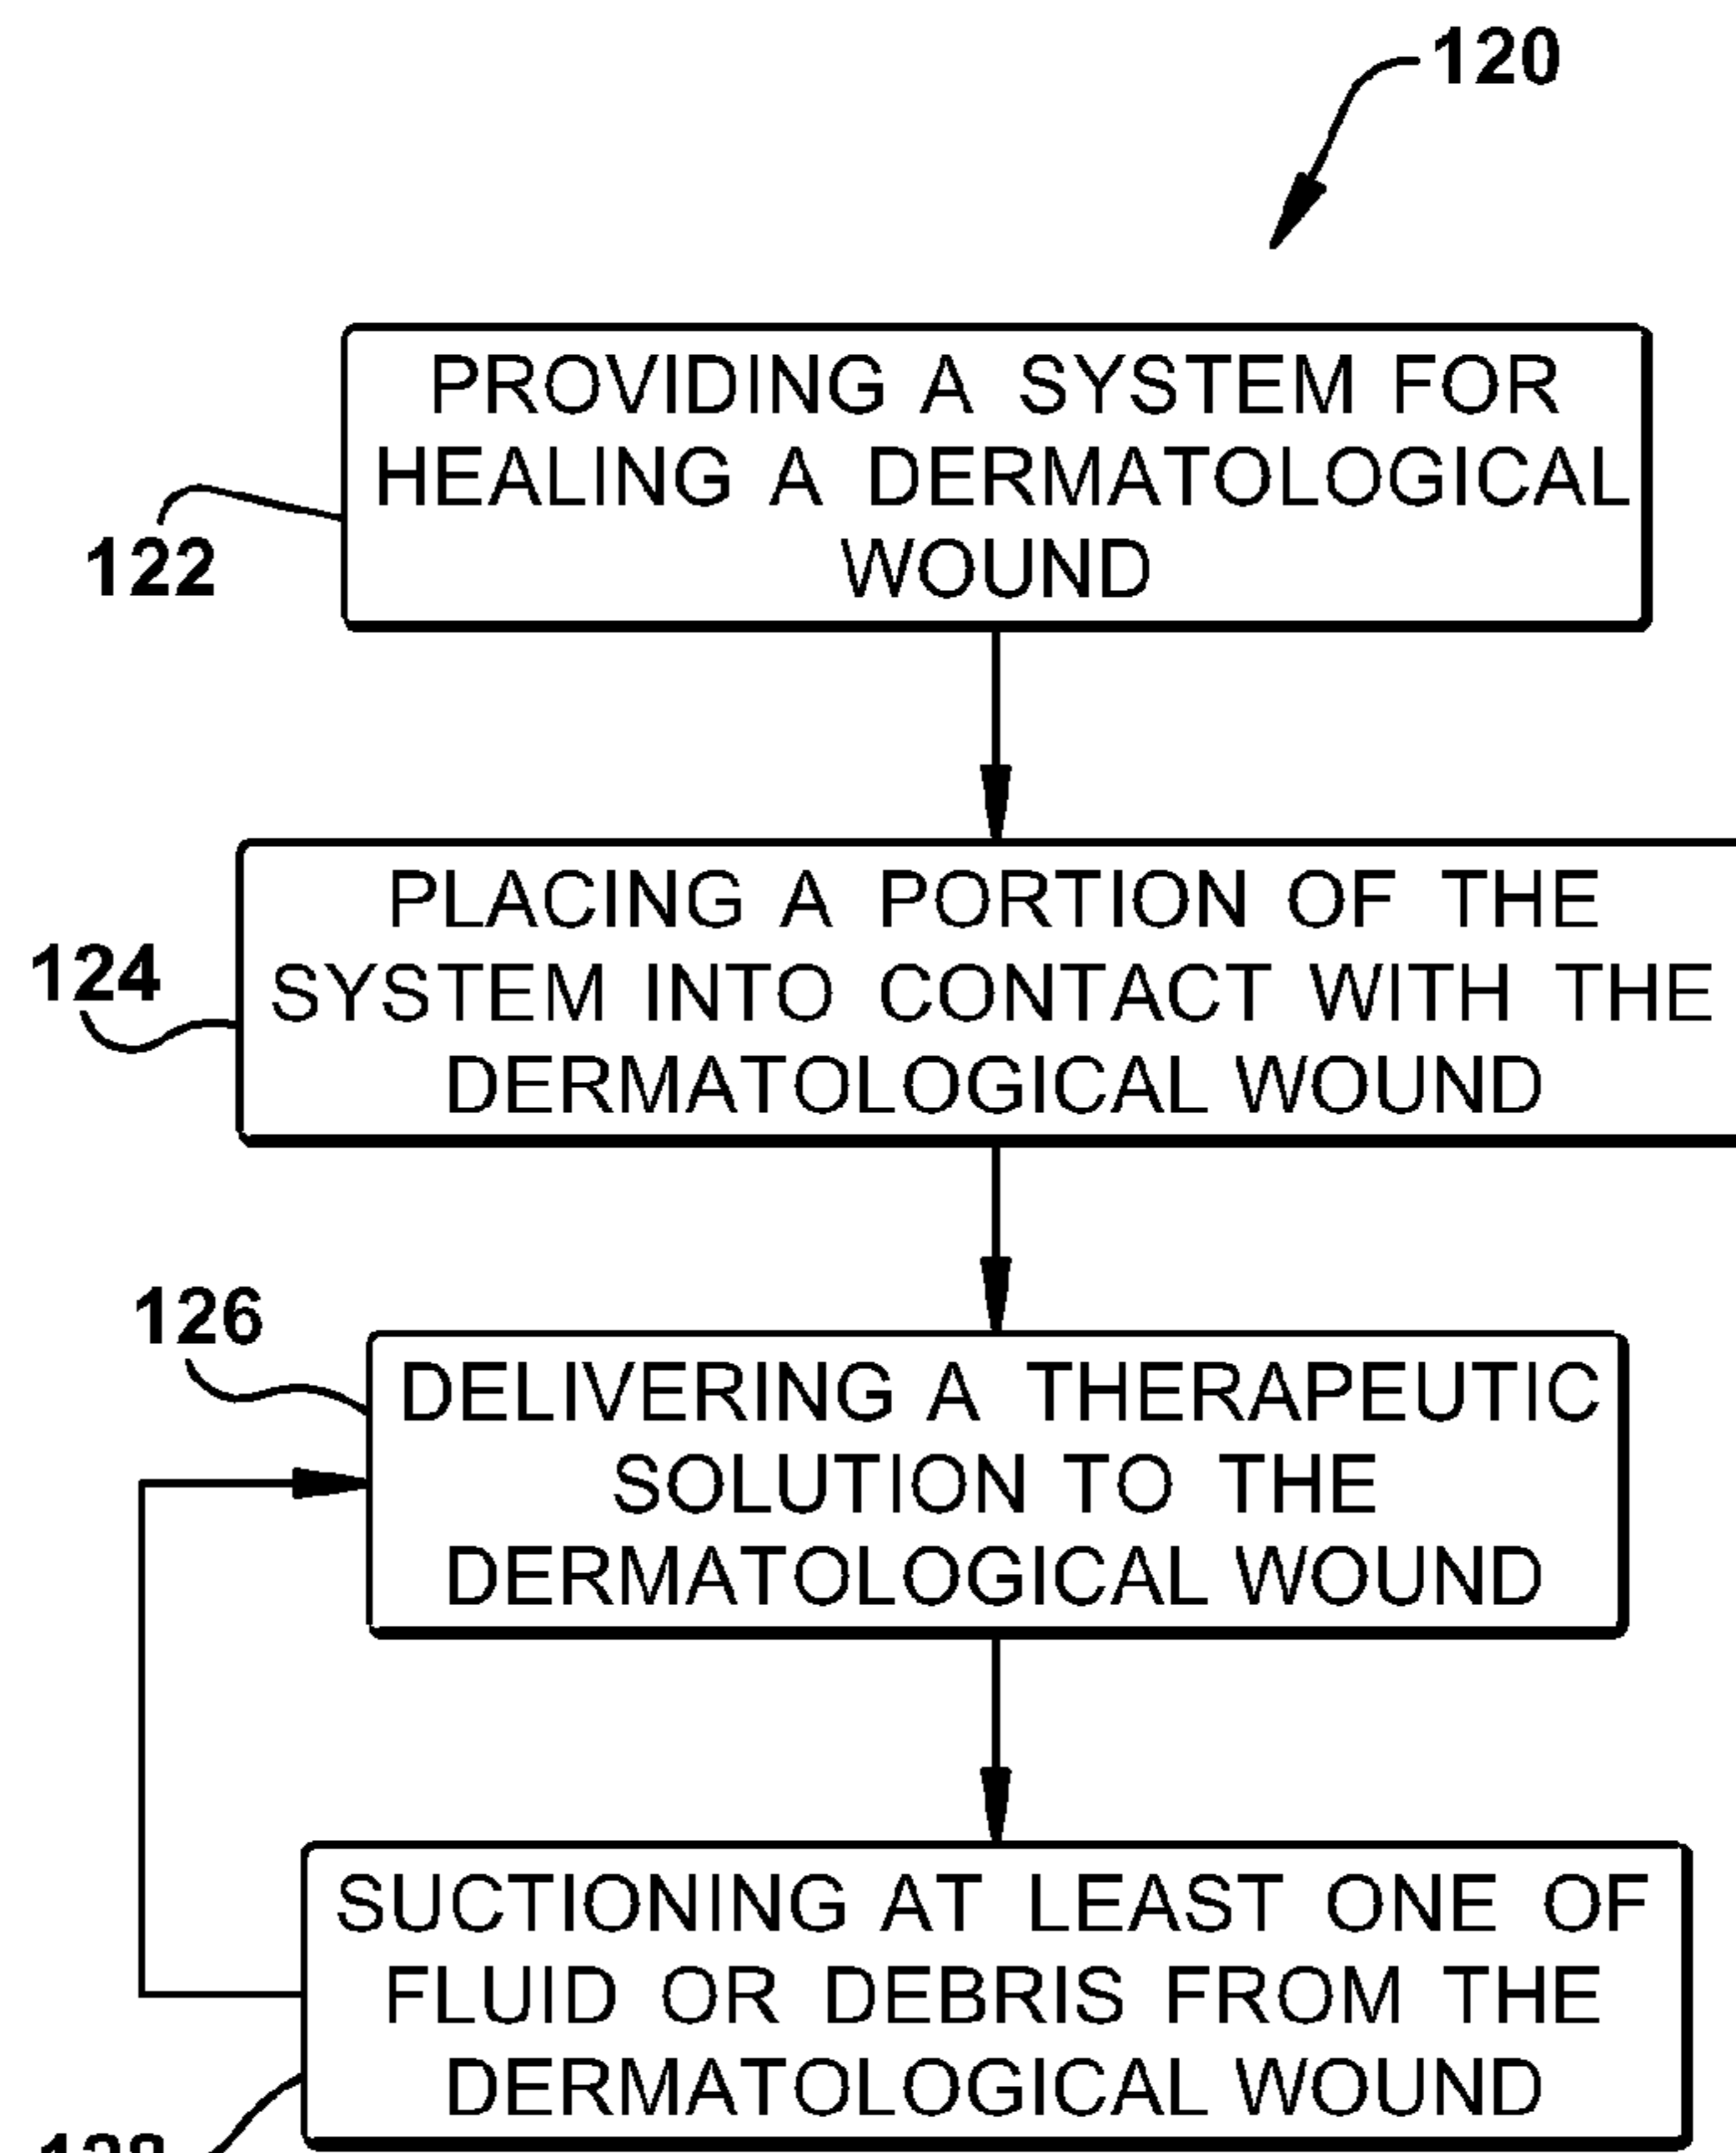 120
PROVIDING A SYSTEM FOR
HEALING A DERMATOLOGICAL
WOUND
122
PLACING A PORTION OF THE
SYSTEM INTO CONTACT WITH THE
DERMATOLOGICAL WOUND
124
126
DELIVERING A THERAPEUTIC
SOLUTION TO THE
DERMATOLOGICAL WOUND
SUCTIONING AT LEAST ONE OF
FLUID OR DEBRIS FROM THE
DERMATOLOGICAL WOUND